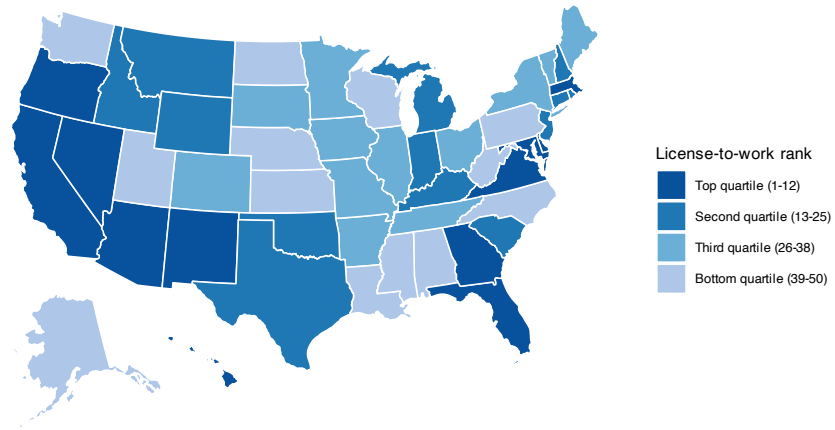 License-to-work rank
Top quartile (1-12)
Second quartile (13-25)
Third quartile (26-38)
Bottom quartile (39-50)